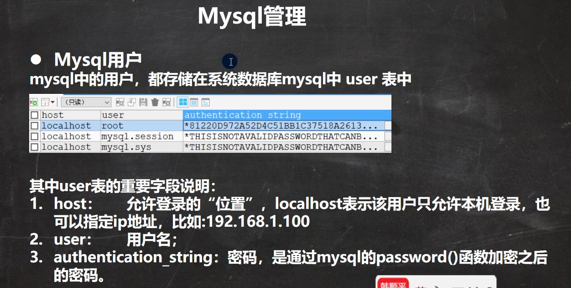 Mysql管理
● Mysql用户
mysql中的用户，都存储在系统数据库mysql中 user 表中
(只读)
host user authentication string
localhost root *81220D972A52D4C51BB1C37518A2613...
localhost mysql.session *THISISNOTAVALIDPASSWORDTHATCANB...
localhost mysql.sys *THISISNOTAVALIDPASSWORDTHATCANB...
其中user表的重要字段说明：
1. host： 允许登录的“位置”，localhost表示该用户只允许本机登录，也
可以指定ip地址，比如:192.168.1.100
2. user： 用户名；
3. authentication_string：密码，是通过mysql的password()函数加密之后
的密码。
韩顺平